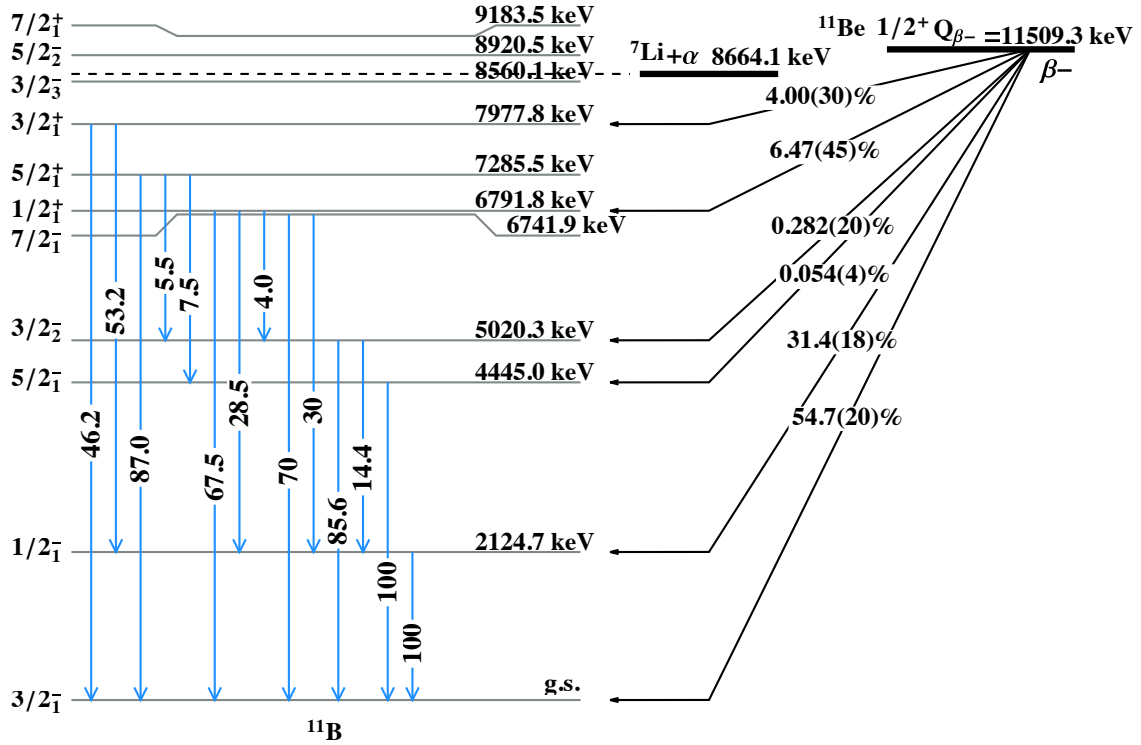 7/2₁⁺ 9183.5 keV
¹¹Be 1/2⁺ Q_β− =11509.3 keV
5/2₂⁻ 8920.5 keV
⁷Li+α 8664.1 keV
β−
3/2₃⁻ 8560.1 keV
4.00(30)%
3/2₁⁺ 7977.8 keV
6.47(45)%
5/2₁⁺ 7285.5 keV
1/2₁⁺ 6791.8 keV
7/2₁⁻ 6741.9 keV
0.282(20)%
0.054(4)%
5.5
7.5
4.0
53.2
3/2₂⁻ 5020.3 keV
31.4(18)%
5/2₁⁻ 4445.0 keV
54.7(20)%
46.2
87.0
67.5
28.5
70
30
85.6
14.4
1/2₁⁻ 2124.7 keV
100
100
3/2₁⁻ g.s.
¹¹B